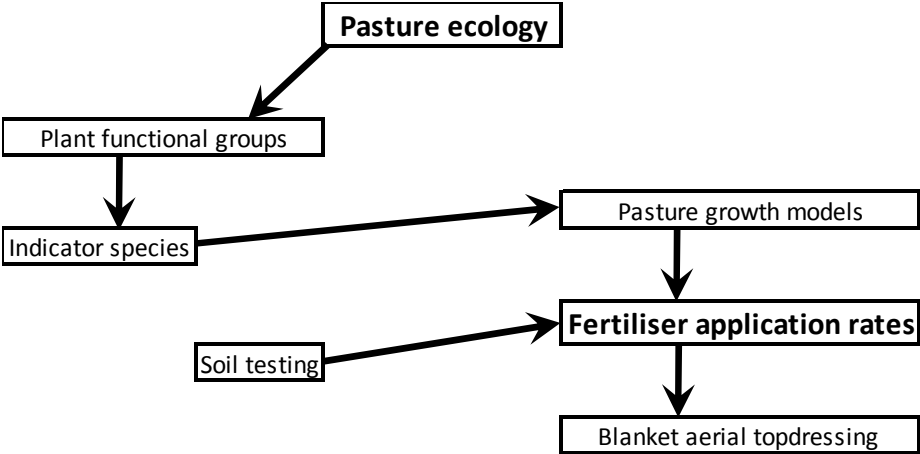 Pasture ecology
Plant functional groups
Pasture growth models
Indicator species
Fertiliser application rates
Soil testing
Blanket aerial topdressing